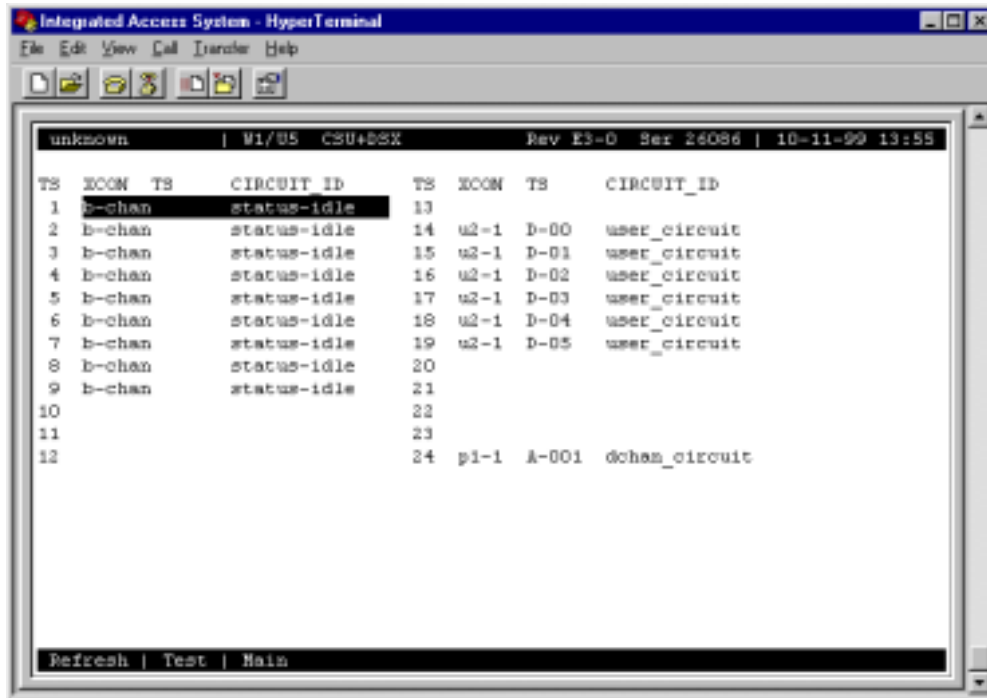 Integrated Access System - HyperTerminal
File Edit View Call Transfer Help
unknown | W1/U5 CSU+DSX Rev E3-0 Ser 26086 | 10-11-99 13:55
TS XCON TS CIRCUIT_ID TS XCON TS CIRCUIT_ID
1 b-chan status-idle 13
2 b-chan status-idle 14 u2-1 D-00 user_circuit
3 b-chan status-idle 15 u2-1 D-01 user_circuit
4 b-chan status-idle 16 u2-1 D-02 user_circuit
5 b-chan status-idle 17 u2-1 D-03 user_circuit
6 b-chan status-idle 18 u2-1 D-04 user_circuit
7 b-chan status-idle 19 u2-1 D-05 user_circuit
8 b-chan status-idle 20
9 b-chan status-idle 21
10 22
11 23
12 24 p1-1 A-001 dchan_circuit
Refresh | Test | Main